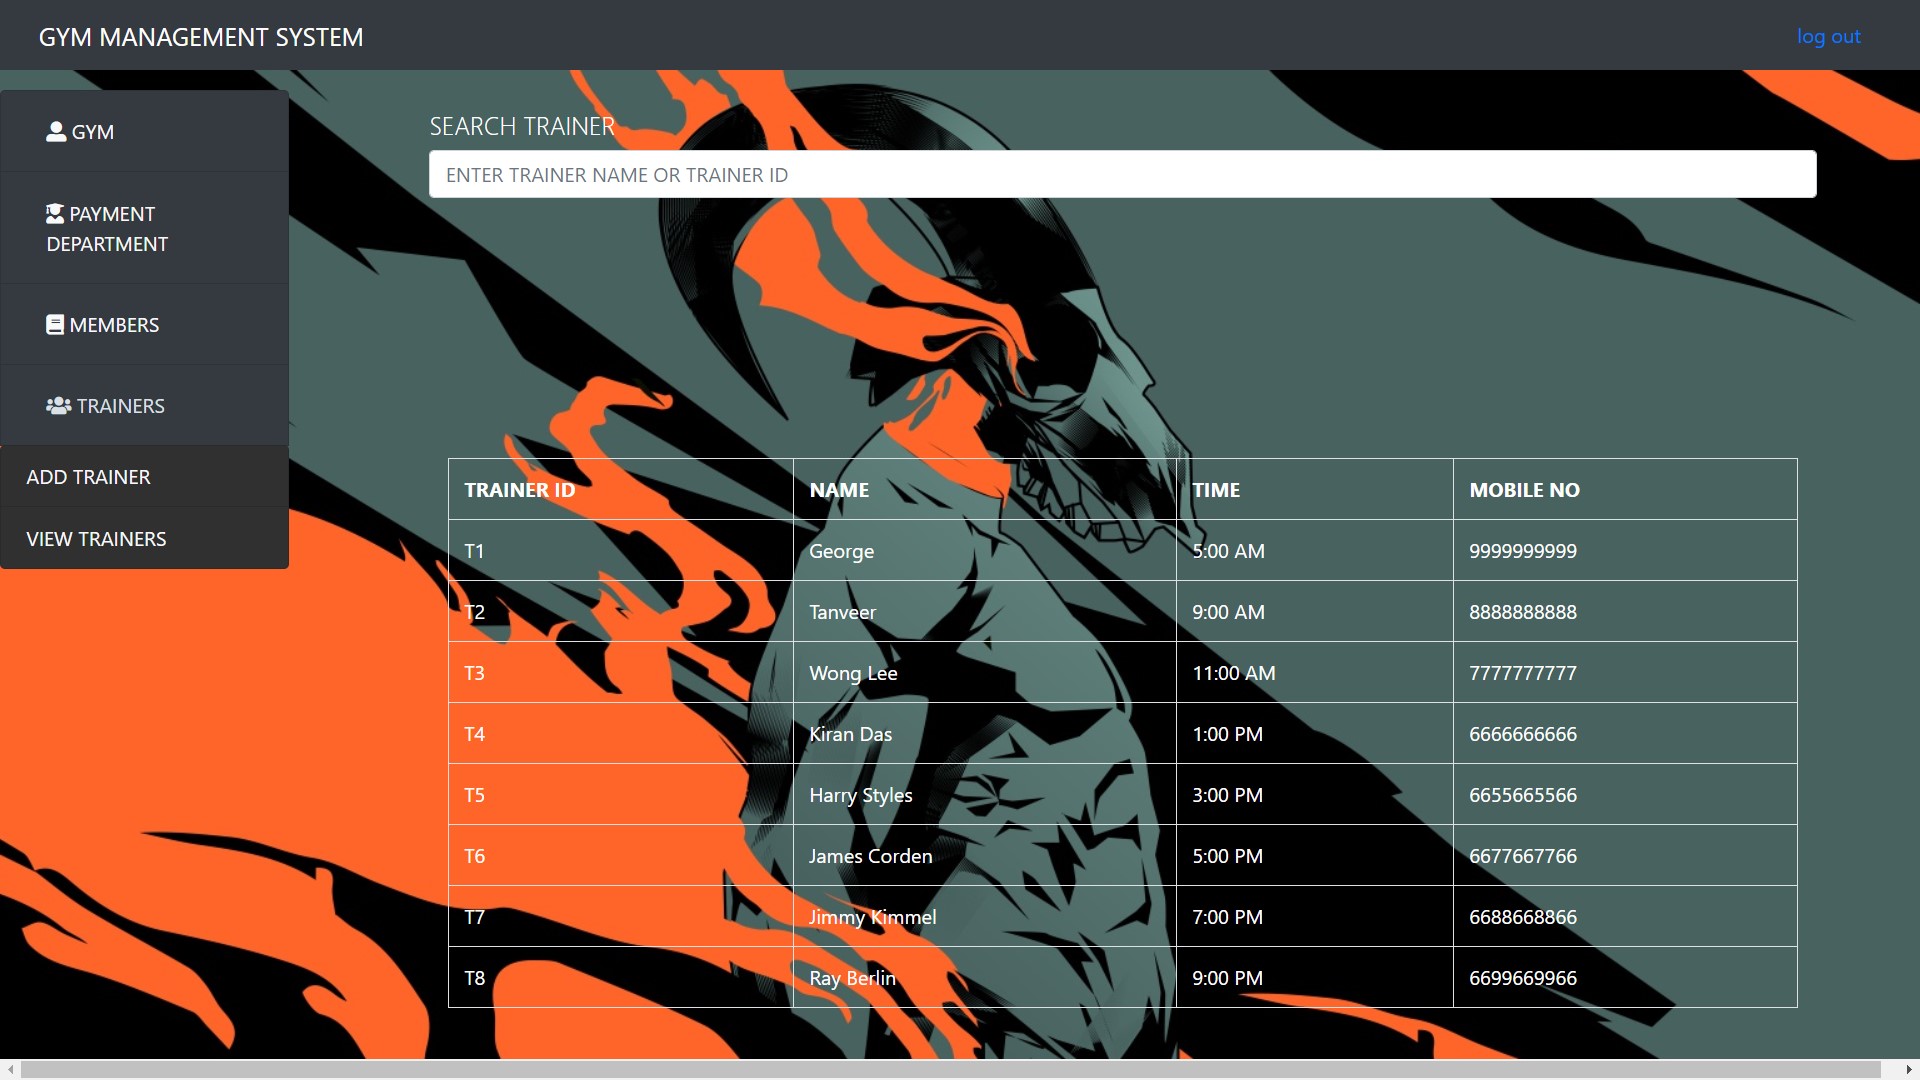 GYM MANAGEMENT SYSTEM
log out
GYM
PAYMENT
DEPARTMENT
MEMBERS
TRAINERS
ADD TRAINER
VIEW TRAINERS
SEARCH TRAINER
ENTER TRAINER NAME OR TRAINER ID
TRAINER ID NAME TIME MOBILE NO
T1 George 5:00 AM 9999999999
T2 Tanveer 9:00 AM 8888888888
T3 Wong Lee 11:00 AM 7777777777
T4 Kiran Das 1:00 PM 6666666666
T5 Harry Styles 3:00 PM 6655665566
T6 James Corden 5:00 PM 6677667766
T7 Jimmy Kimmel 7:00 PM 6688668866
T8 Ray Berlin 9:00 PM 6699669966